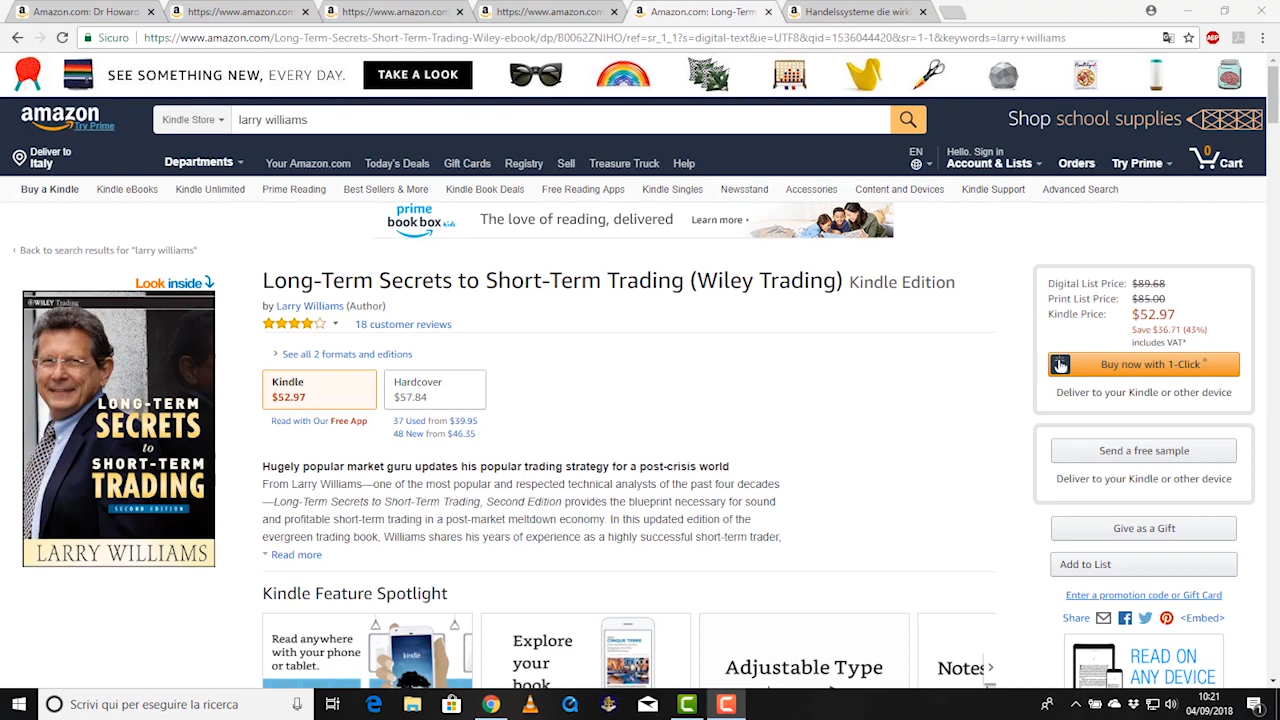 Amazon.com: Dr Howard
https://www.amazon.com
https://www.amazon.com
https://www.amazon.com
Amazon.com: Long-Term
Handelssysteme die wirkl
Sicuro
https://www.amazon.com/Long-Term-Secrets-Short-Term-Trading-Wiley-ebook/dp/B0062ZNIHO/ref=sr_1_1?s=digital-text&ie=UTF8&qid=1536044420&sr=1-1&keywords=larry+williams
ABP
SEE SOMETHING NEW, EVERY DAY.
TAKE A LOOK
amazon
Try Prime
Kindle Store
larry williams
Shop school supplies
Deliver to
Italy
Departments
Your Amazon.com
Today's Deals
Gift Cards
Registry
Sell
Treasure Truck
Help
EN
Hello. Sign in
Account & Lists
Orders
Try Prime
0
Cart
Buy a Kindle
Kindle eBooks
Kindle Unlimited
Prime Reading
Best Sellers & More
Kindle Book Deals
Free Reading Apps
Kindle Singles
Newsstand
Accessories
Content and Devices
Kindle Support
Advanced Search
prime
book box kids
The love of reading, delivered
Learn more ›
‹ Back to search results for "larry williams"
Look inside
WILEY Trading
LONG-TERM
SECRETS
to
SHORT-TERM
TRADING
SECOND EDITION
LARRY WILLIAMS
Long-Term Secrets to Short-Term Trading (Wiley Trading) Kindle Edition
by Larry Williams (Author)
18 customer reviews
› See all 2 formats and editions
Kindle
$52.97
Hardcover
$57.84
Read with Our Free App
37 Used from $39.95
48 New from $46.35
Hugely popular market guru updates his popular trading strategy for a post-crisis world
From Larry Williams—one of the most popular and respected technical analysts of the past four decades
—Long-Term Secrets to Short-Term Trading, Second Edition provides the blueprint necessary for sound
and profitable short-term trading in a post-market meltdown economy. In this updated edition of the
evergreen trading book, Williams shares his years of experience as a highly successful short-term trader,
Read more
Kindle Feature Spotlight
Read anywhere
with your phone
or tablet.
kindle
Explore
your
book
CINQUE TERRE
Adjustable Type
Notes
Digital List Price: $89.68
Print List Price: $85.00
Kindle Price: $52.97
Save $36.71 (43%)
includes VAT*
Buy now with 1-Click ®
Deliver to your Kindle or other device
Send a free sample
Deliver to your Kindle or other device
Give as a Gift
Add to List
Enter a promotion code or Gift Card
Share
<Embed>
READ ON
ANY DEVICE
Scrivi qui per eseguire la ricerca
10:21
04/09/2018